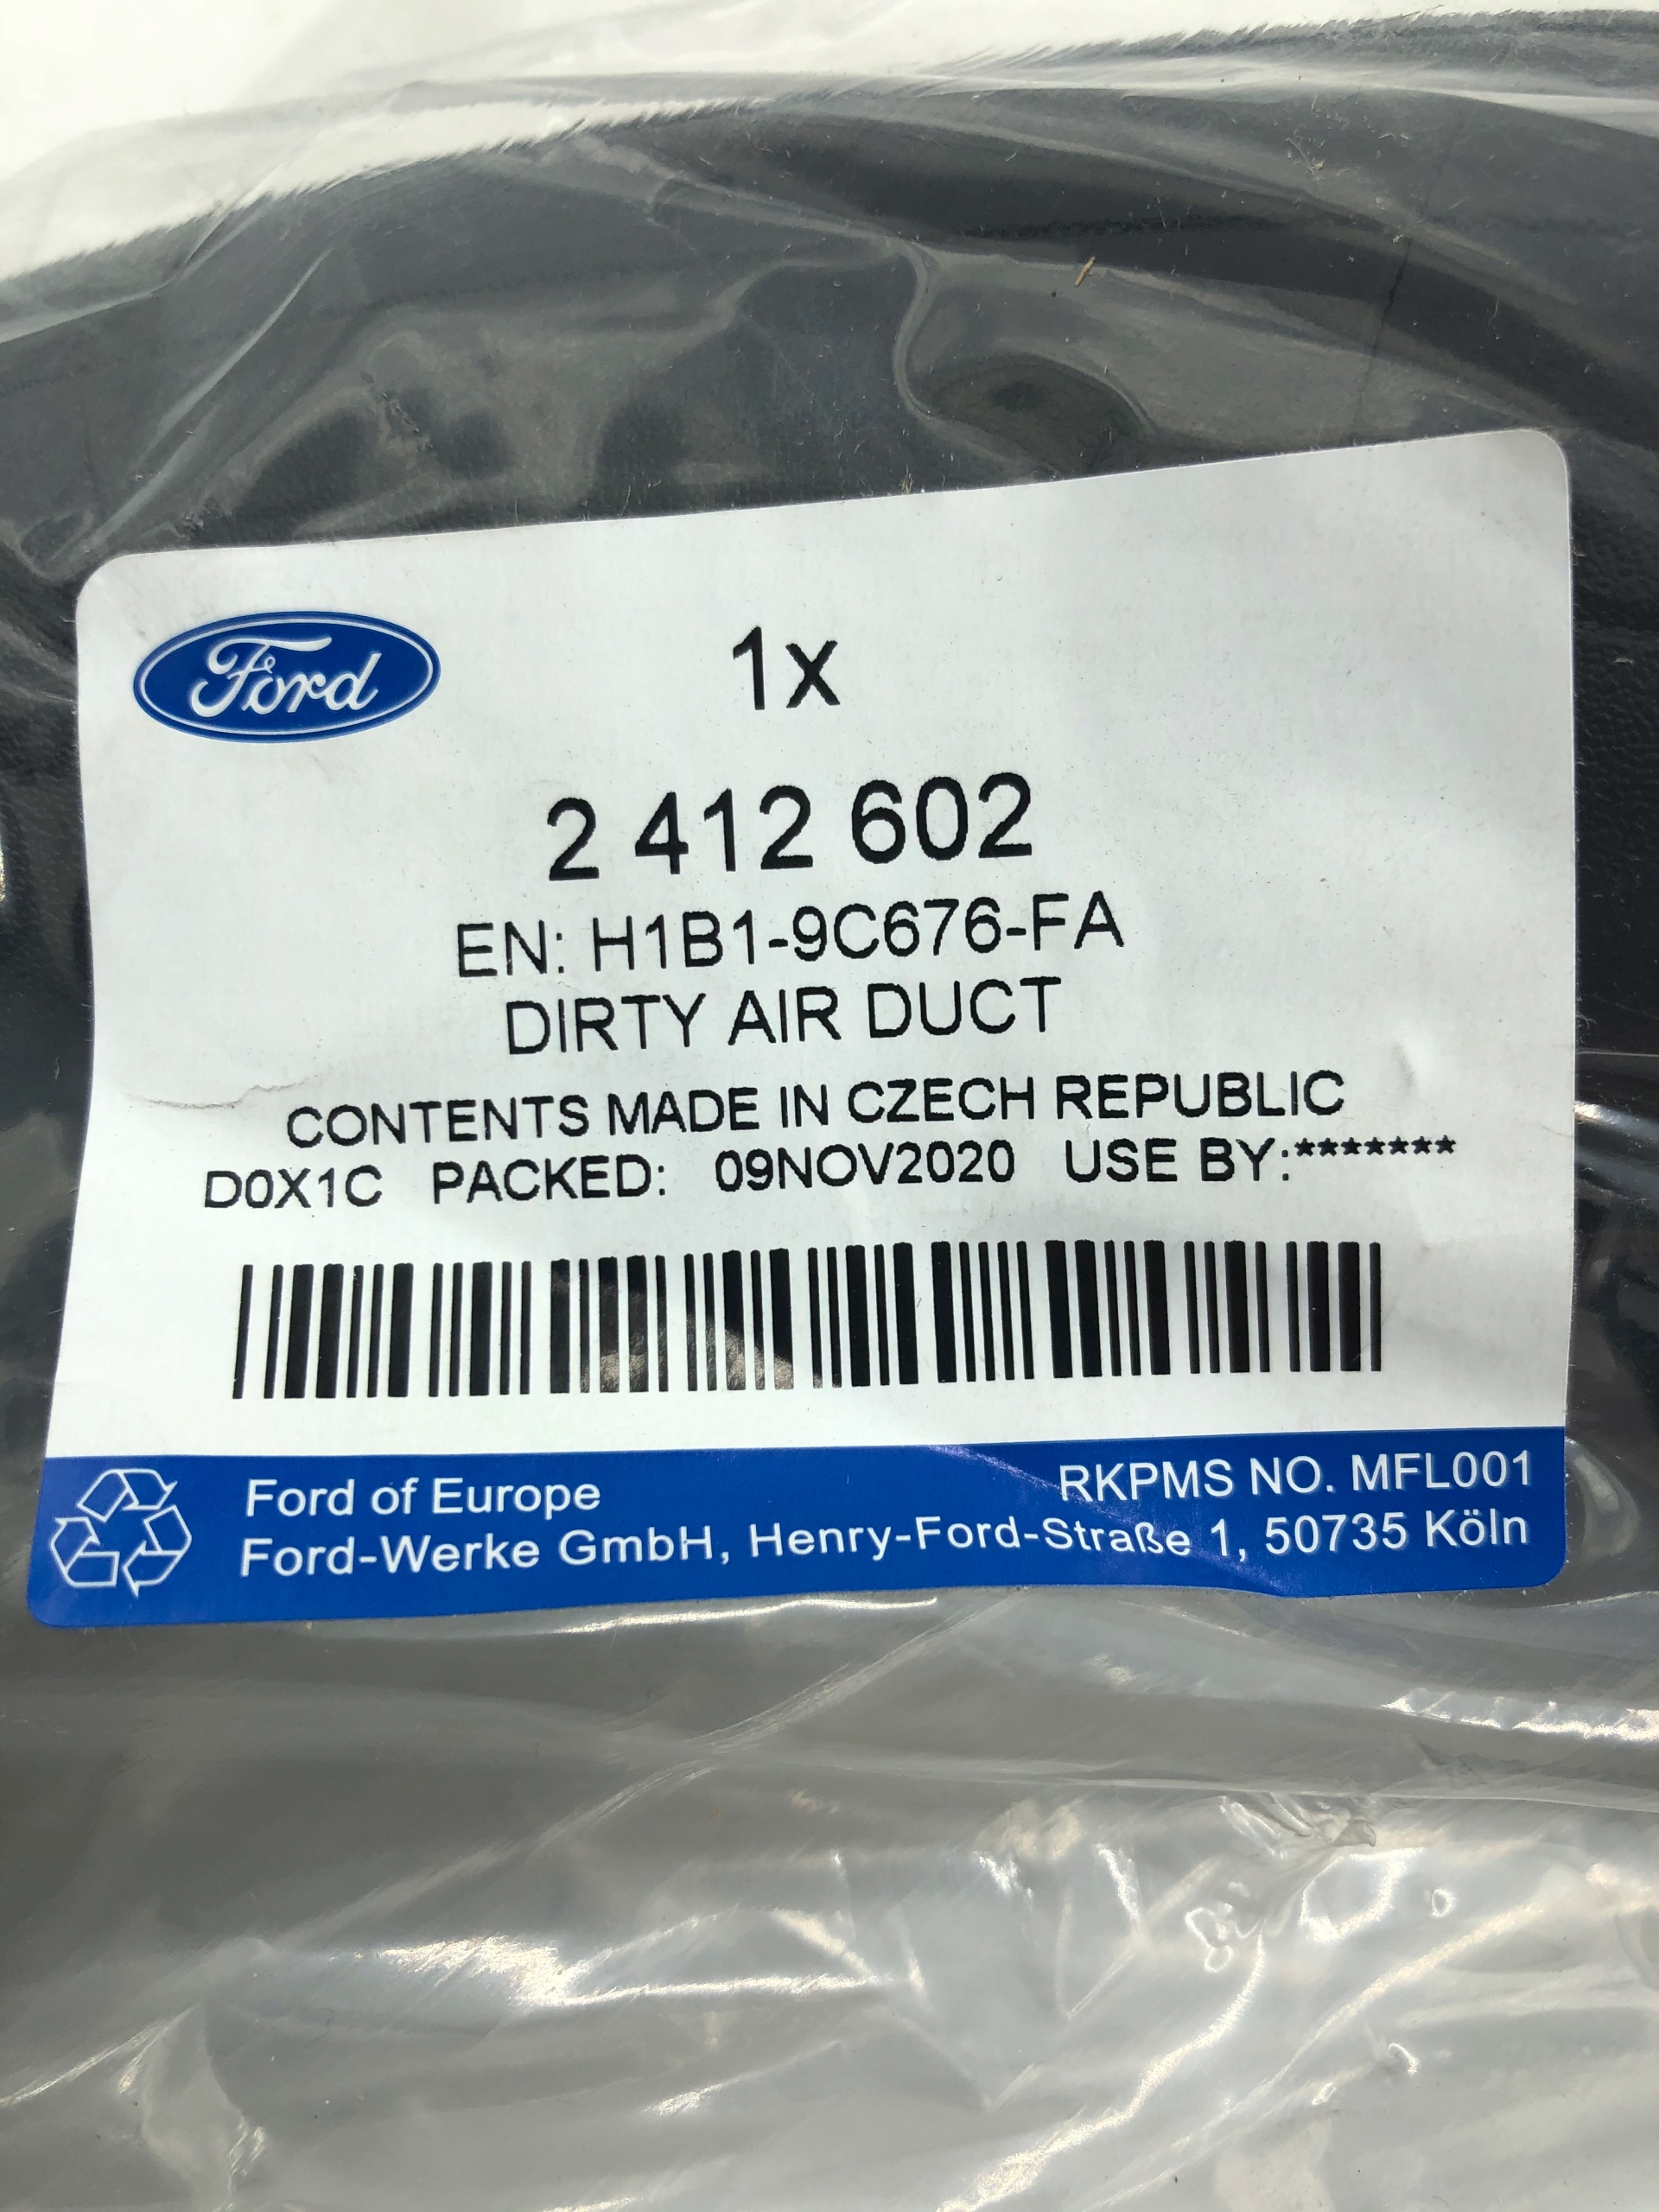 Ford
1x
2 412 602
EN: H1B1-9C676-FA
DIRTY AIR DUCT
CONTENTS MADE IN CZECH REPUBLIC
D0X1C PACKED: 09NOV2020 USE BY:*******
Ford of Europe RKPMS NO. MFL001
Ford-Werke GmbH, Henry-Ford-Straße 1, 50735 Köln